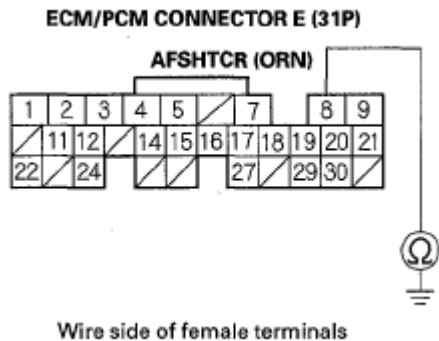 ECM/PCM CONNECTOR E (31P)
AFSHTCR (ORN)
1 2 3 4 5 7 8 9
11 12 14 15 16 17 18 19 20 21
22 24 27 29 30
Ω
Wire side of female terminals